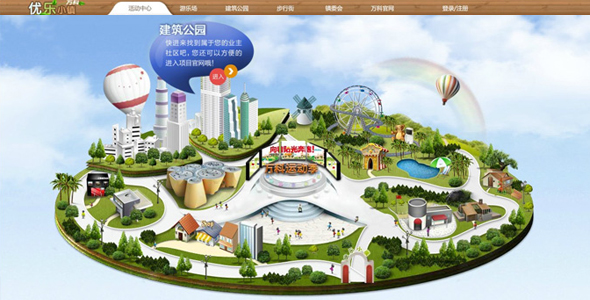 优乐小镇
万科
活动中心
游乐场
建筑公园
步行街
镇委会
万科官网
登录/注册
建筑公园
快进来找到属于您的业主
社区吧，您还可以方便的
进入项目官网哦！
进入
万科运动季